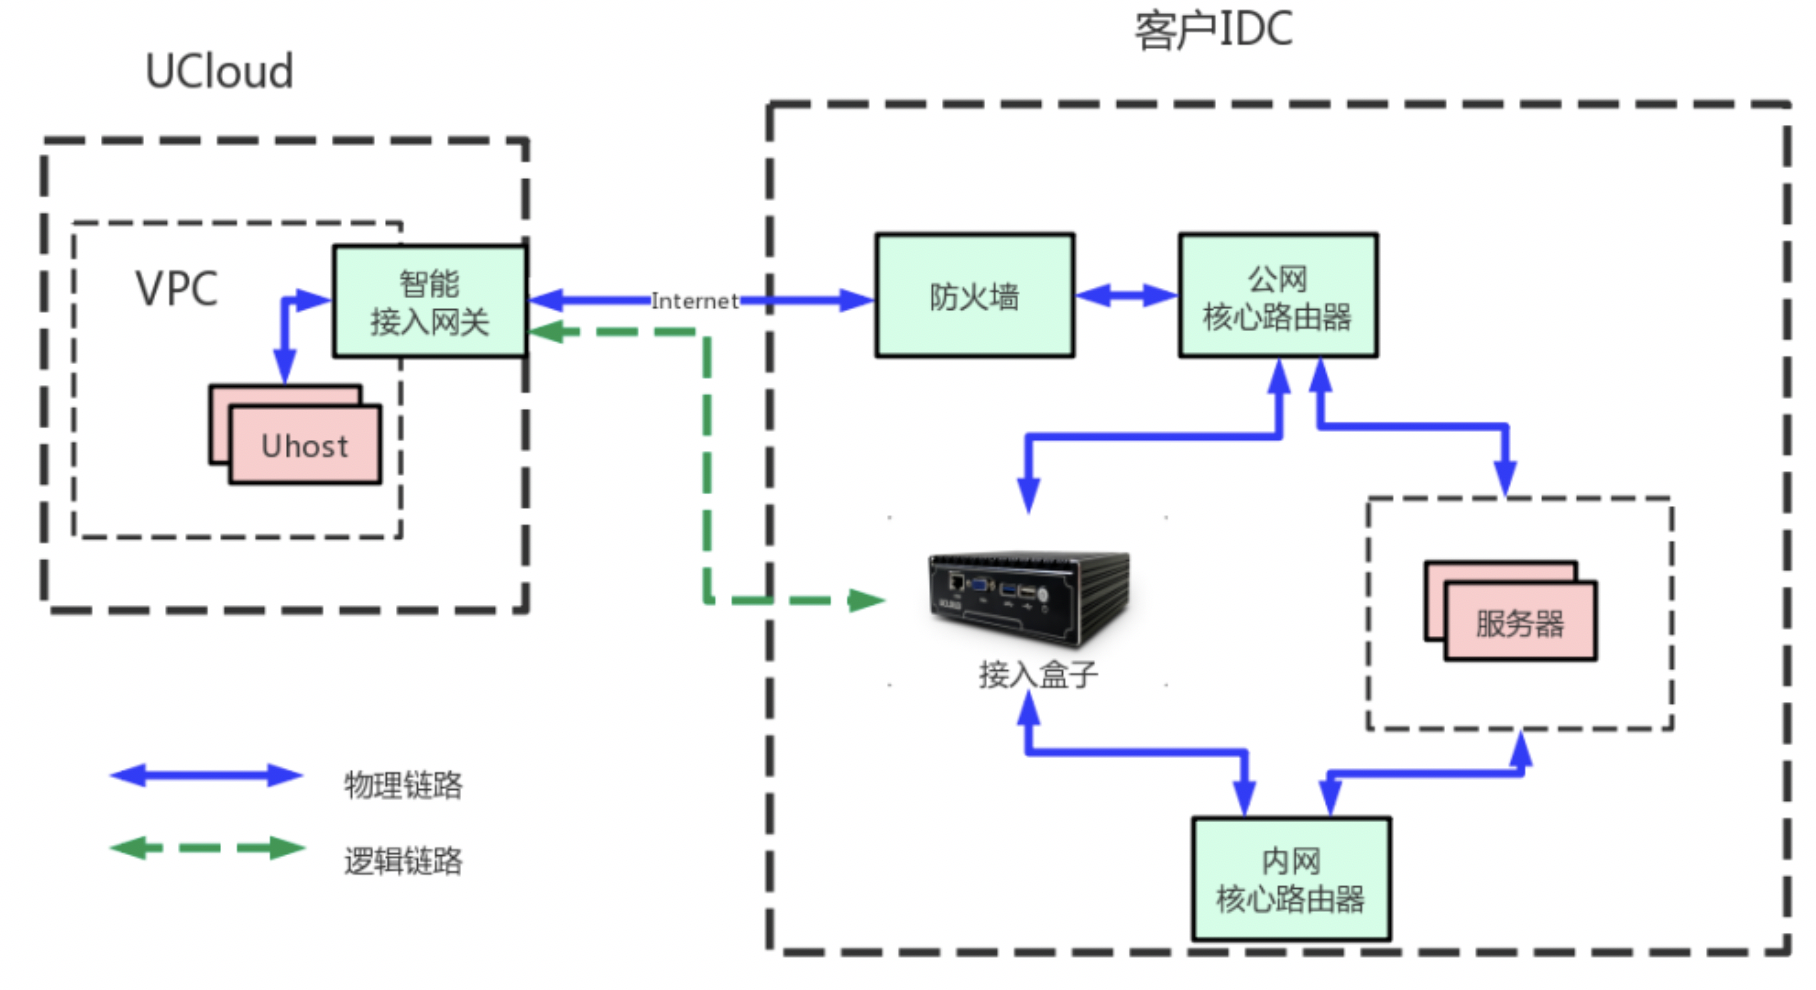 客户IDC
UCloud
VPC
智能
接入网关
Internet
防火墙
公网
核心路由器
Uhost
服务器
接入盒子
物理链路
逻辑链路
内网
核心路由器